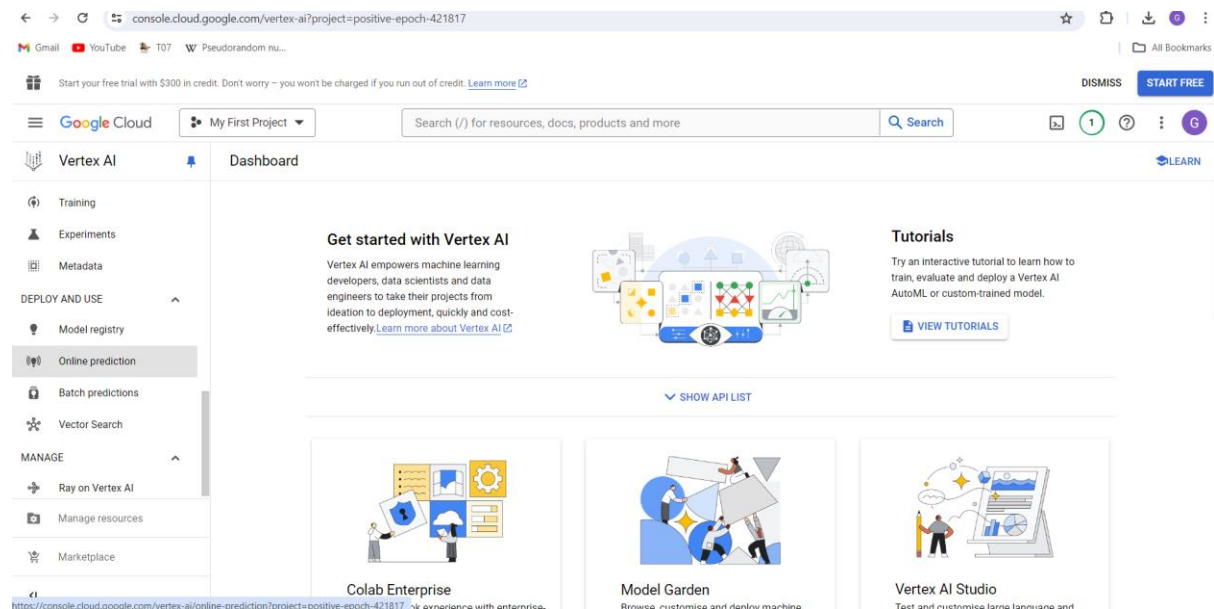 console.cloud.google.com/vertex-ai?project=positive-epoch-421817
Gmail YouTube T07 W Pseudorandom nu... All Bookmarks
Start your free trial with $300 in credit. Don't worry – you won't be charged if you run out of credit. Learn more DISMISS START FREE
Google Cloud My First Project Search (/) for resources, docs, products and more Search 1 G
Vertex AI Dashboard LEARN
Training
Experiments
Metadata
DEPLOY AND USE
Model registry
Online prediction
Batch predictions
Vector Search
MANAGE
Ray on Vertex AI
Manage resources
Marketplace
Get started with Vertex AI
Vertex AI empowers machine learning
developers, data scientists and data
engineers to take their projects from
ideation to deployment, quickly and cost-
effectively. Learn more about Vertex AI
Tutorials
Try an interactive tutorial to learn how to
train, evaluate and deploy a Vertex AI
AutoML or custom-trained model.
VIEW TUTORIALS
SHOW API LIST
Colab Enterprise
experience with enterprise-
Model Garden
Browse, customise and deploy machine
Vertex AI Studio
Test and customise large language and
https://console.cloud.google.com/vertex-ai/online-prediction?project=positive-epoch-421817